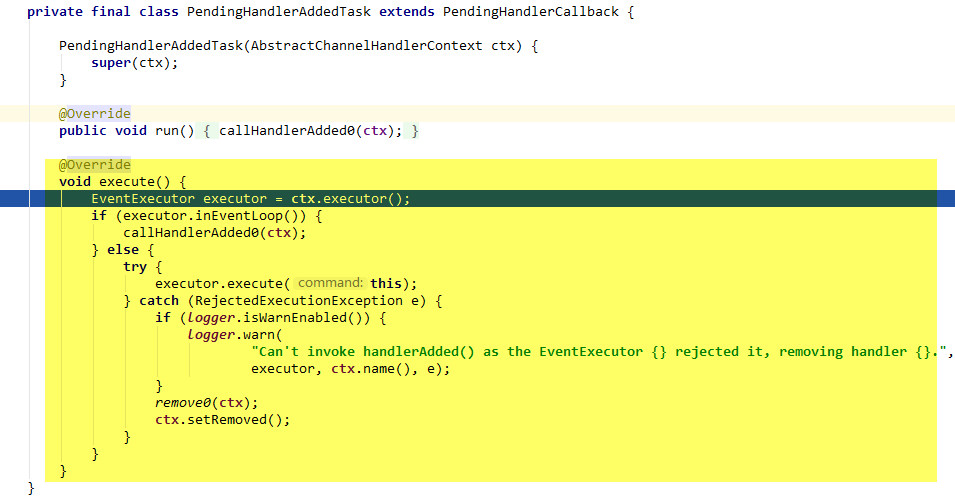 private final class PendingHandlerAddedTask extends PendingHandlerCallback {
PendingHandlerAddedTask(AbstractChannelHandlerContext ctx) {
super(ctx);
}
@Override
public void run() { callHandlerAdded0(ctx); }
@Override
void execute() {
EventExecutor executor = ctx.executor();
if (executor.inEventLoop()) {
callHandlerAdded0(ctx);
} else {
try {
executor.execute( command: this);
} catch (RejectedExecutionException e) {
if (logger.isWarnEnabled()) {
logger.warn(
"Can't invoke handlerAdded() as the EventExecutor {} rejected it, removing handler {}.",
executor, ctx.name(), e);
}
remove0(ctx);
ctx.setRemoved();
}
}
}
}